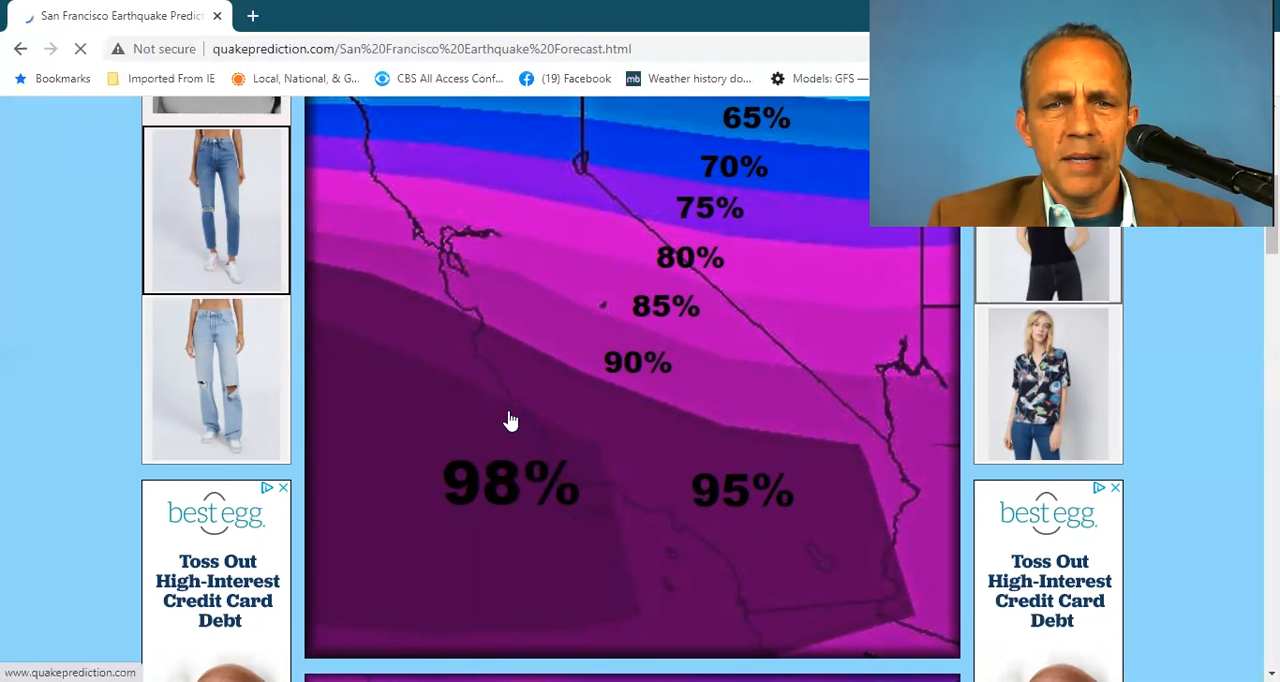 San Francisco Earthquake Predict
Not secure
quakeprediction.com/San%20Francisco%20Earthquake%20Forecast.html
Bookmarks
Imported From IE
Local, National, & G...
CBS All Access Conf...
(19) Facebook
mb
Weather history do...
Models: GFS —
65%
70%
75%
80%
85%
90%
98%
95%
best egg.
Toss Out
High-Interest
Credit Card
Debt
best egg.
Toss Out
High-Interest
Credit Card
Debt
www.quakeprediction.com